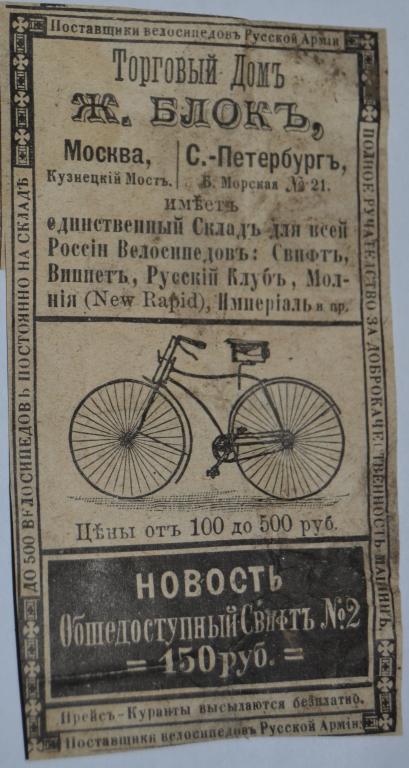 Поставщики велосипедовъ Русской Арміи
Торговый Домъ
Ж. БЛОКЪ,
Москва,
Кузнецкій Мостъ.
С.-Петербургъ,
Б. Морская №21.
имѣетъ
единственный Складъ для всей
Россіи Велосипедовъ: Свифтъ,
Виппетъ, Русскій Клубъ, Мол-
нія (New Rapid), Имперіаль и пр.
Цѣны отъ 100 до 500 руб.
НОВОСТЬ
Общедоступный Свифтъ №2
= 150 руб. =
Прейсъ-Куранты высылаются безплатно.
Поставщики велосипедовъ Русской Арміи
ДО 500 ВЕЛОСИПЕДОВЪ ПОСТОЯННО НА СКЛАДѢ
ПОЛНОЕ РУЧАТЕЛЬСТВО ЗА ДОБРОКАЧЕСТВЕННОСТЬ МАШИНЪ